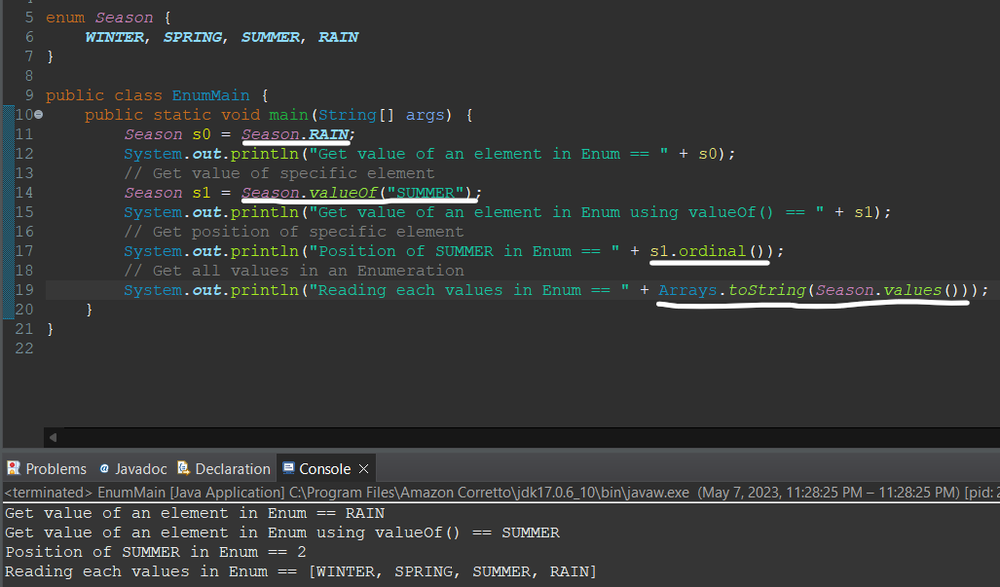 5 enum Season {
6     WINTER, SPRING, SUMMER, RAIN
7 }
8
9 public class EnumMain {
10     public static void main(String[] args) {
11         Season s0 = Season.RAIN;
12         System.out.println("Get value of an element in Enum == " + s0);
13         // Get value of specific element
14         Season s1 = Season.valueOf("SUMMER");
15         System.out.println("Get value of an element in Enum using valueOf() == " + s1);
16         // Get position of specific element
17         System.out.println("Position of SUMMER in Enum == " + s1.ordinal());
18         // Get all values in an Enumeration
19         System.out.println("Reading each values in Enum == " + Arrays.toString(Season.values()));
20     }
21 }
22
Problems Javadoc Declaration Console
<terminated> EnumMain [Java Application] C:\Program Files\Amazon Corretto\jdk17.0.6_10\bin\javaw.exe (May 7, 2023, 11:28:25 PM – 11:28:25 PM) [pid:
Get value of an element in Enum == RAIN
Get value of an element in Enum using valueOf() == SUMMER
Position of SUMMER in Enum == 2
Reading each values in Enum == [WINTER, SPRING, SUMMER, RAIN]